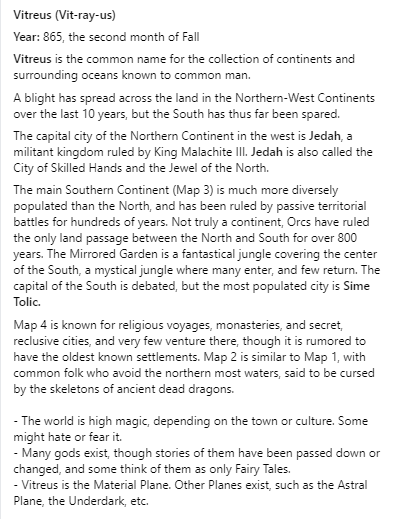 Vitreus (Vit-ray-us)
Year: 865, the second month of Fall
Vitreus is the common name for the collection of continents and
surrounding oceans known to common man.
A blight has spread across the land in the Northern-West Continents
over the last 10 years, but the South has thus far been spared.
The capital city of the Northern Continent in the west is Jedah, a
militant kingdom ruled by King Malachite III. Jedah is also called the
City of Skilled Hands and the Jewel of the North.
The main Southern Continent (Map 3) is much more diversely
populated than the North, and has been ruled by passive territorial
battles for hundreds of years. Not truly a continent, Orcs have ruled
the only land passage between the North and South for over 800
years. The Mirrored Garden is a fantastical jungle covering the center
of the South, a mystical jungle where many enter, and few return. The
capital of the South is debated, but the most populated city is Sime
Tolic.
Map 4 is known for religious voyages, monasteries, and secret,
reclusive cities, and very few venture there, though it is rumored to
have the oldest known settlements. Map 2 is similar to Map 1, with
common folk who avoid the northern most waters, said to be cursed
by the skeletons of ancient dead dragons.
- The world is high magic, depending on the town or culture. Some
might hate or fear it.
- Many gods exist, though stories of them have been passed down or
changed, and some think of them as only Fairy Tales.
- Vitreus is the Material Plane. Other Planes exist, such as the Astral
Plane, the Underdark, etc.